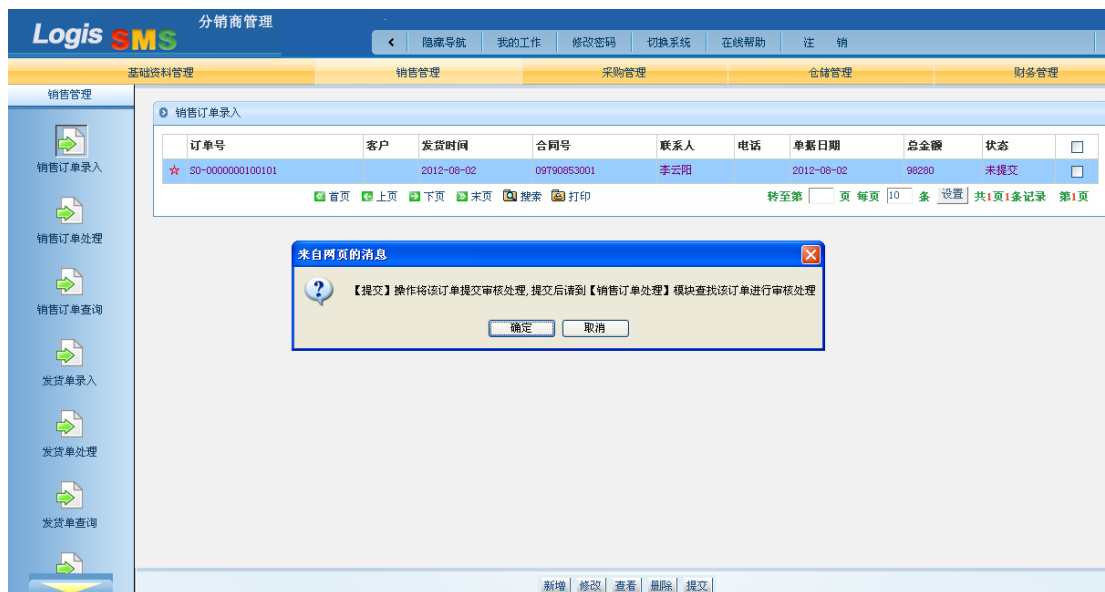 Logis SMS 分销商管理
隐藏导航 我的工作 修改密码 切换系统 在线帮助 注 销
基础资料管理 销售管理 采购管理 仓储管理 财务管理
销售管理
销售订单录入
订单号 客户 发货时间 合同号 联系人 电话 单据日期 总金额 状态
SO-0000000100101 2012-08-02 09790853001 李云阳 2012-08-02 98280 未提交
首页 上页 下页 末页 搜索 打印 转至第 页 每页 10 条 设置 共1页1条记录 第1页
销售订单录入
销售订单处理
销售订单查询
发货单录入
发货单处理
发货单查询
来自网页的消息
【提交】操作将该订单提交审核处理,提交后请到【销售订单处理】模块查找该订单进行审核处理
确定 取消
新增 修改 查看 删除 提交